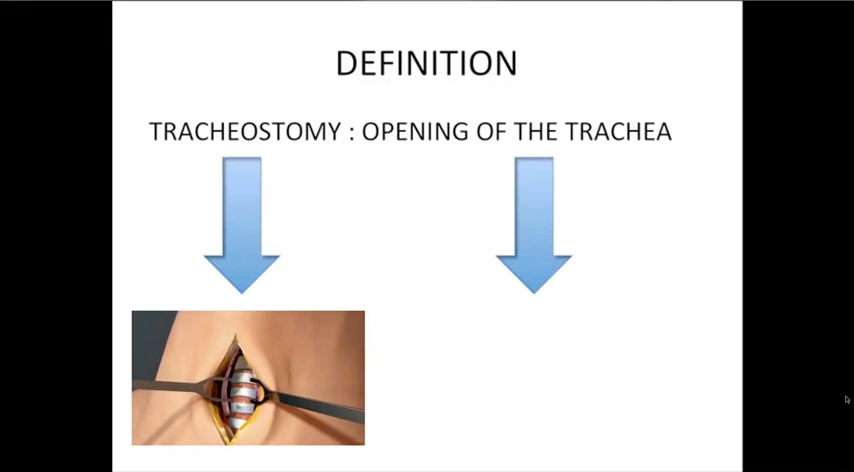 DEFINITION
TRACHEOSTOMY : OPENING OF THE TRACHEA